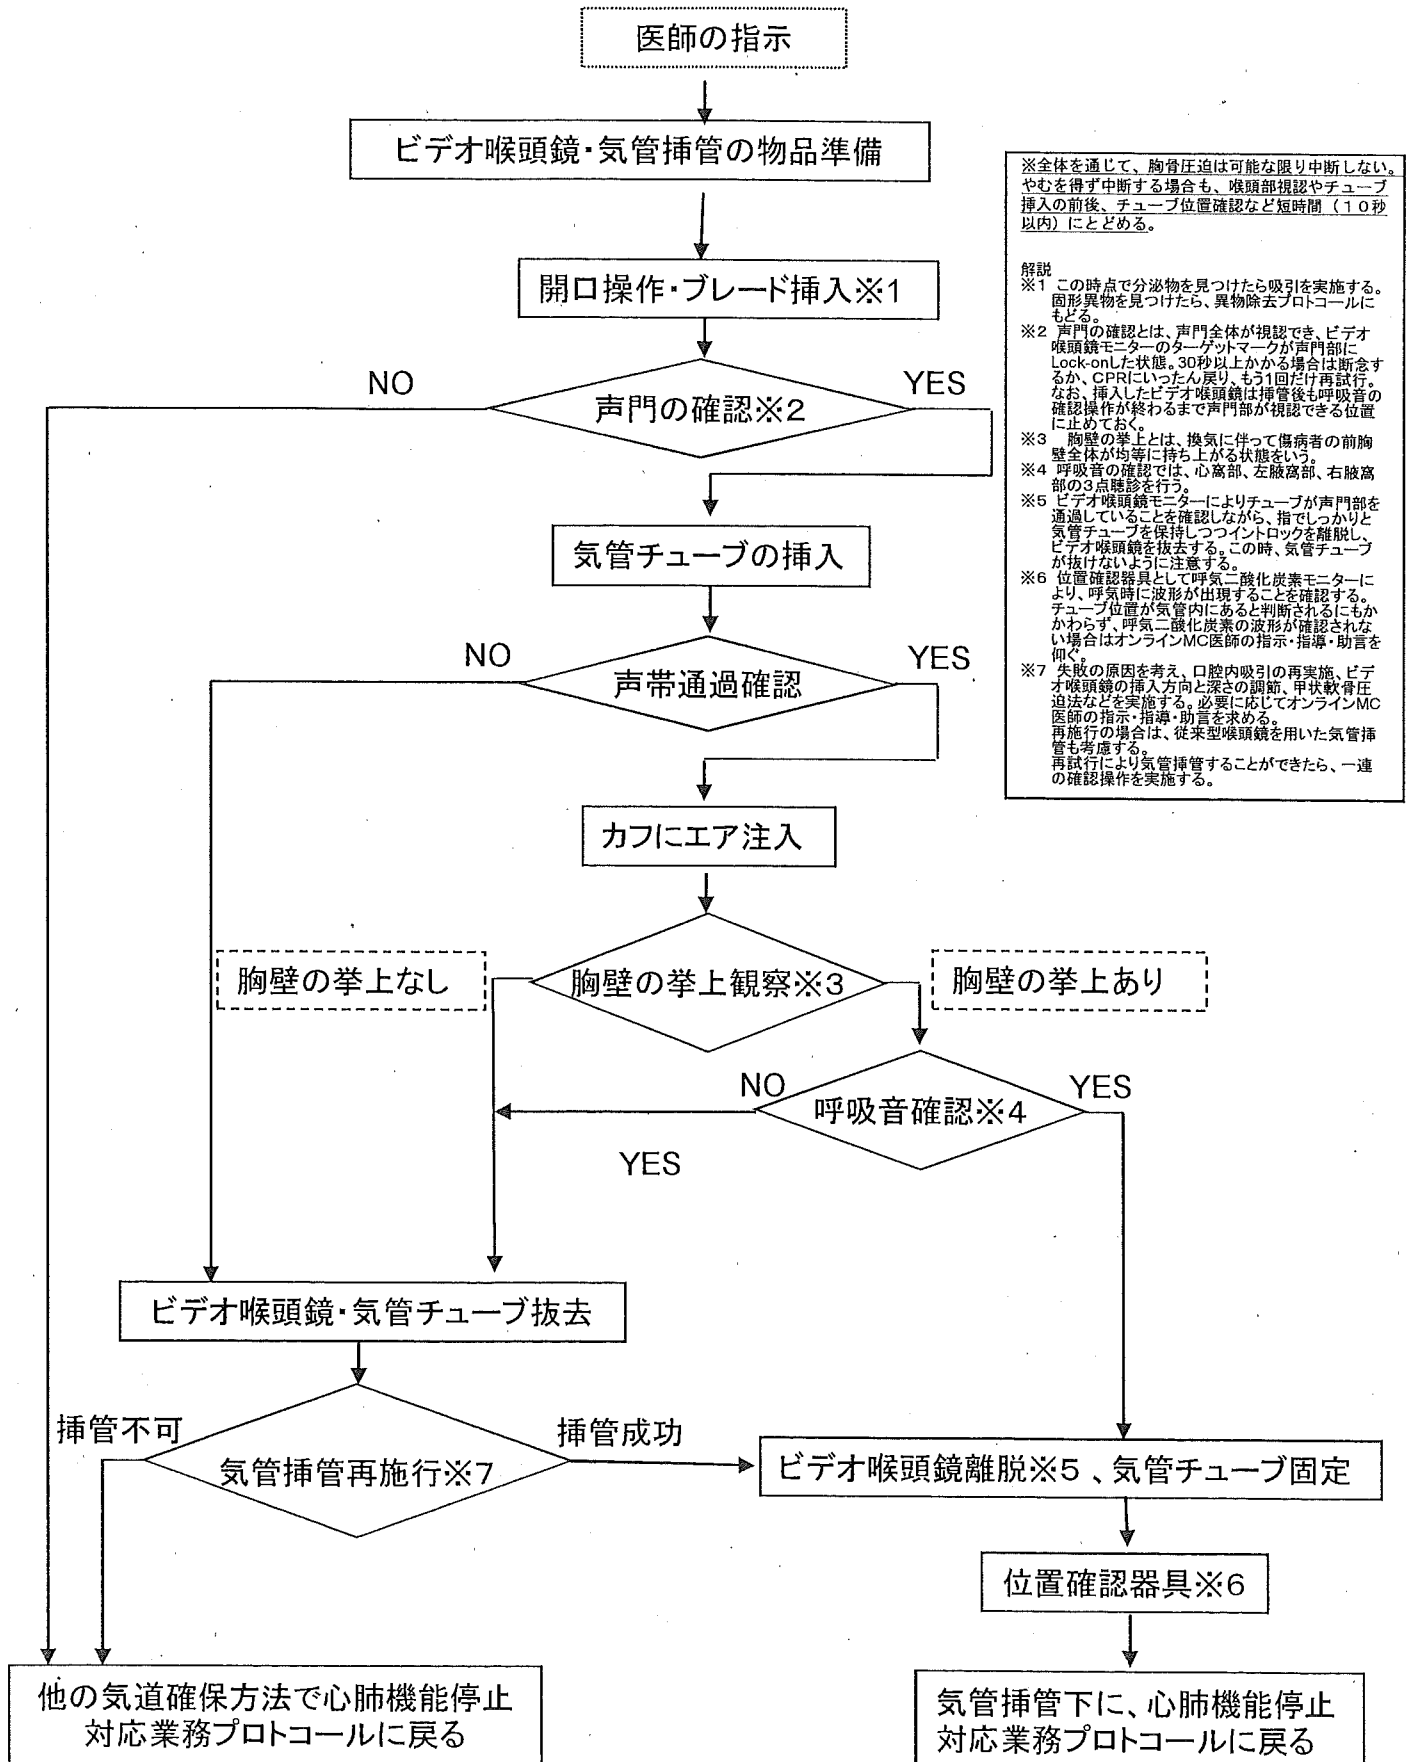 医師の指示
ビデオ喉頭鏡・気管挿管の物品準備
開口操作・ブレード挿入※1
NO
YES
声門の確認※2
気管チューブの挿入
NO
YES
声帯通過確認
カフにエア注入
胸壁の挙上なし
胸壁の挙上観察※3
胸壁の挙上あり
NO
YES
呼吸音確認※4
YES
ビデオ喉頭鏡・気管チューブ抜去
挿管不可
挿管成功
気管挿管再施行※7
ビデオ喉頭鏡離脱※5 、気管チューブ固定
位置確認器具※6
他の気道確保方法で心肺機能停止
対応業務プロトコールに戻る
気管挿管下に、心肺機能停止
対応業務プロトコールに戻る
※全体を通じて、胸骨圧迫は可能な限り中断しない。
やむを得ず中断する場合も、喉頭部視認やチューブ
挿入の前後、チューブ位置確認など短時間（１０秒
以内）にとどめる。
解説
※1 この時点で分泌物を見つけたら吸引を実施する。
固形異物を見つけたら、異物除去プロトコールに
もどる。
※2 声門の確認とは、声門全体が視認でき、ビデオ
喉頭鏡モニターのターゲットマークが声門部に
Lock-onした状態。30秒以上かかる場合は断念す
るか、CPRにいったん戻り、もう1回だけ再試行。
なお、挿入したビデオ喉頭鏡は挿管後も呼吸音の
確認操作が終わるまで声門部が視認できる位置
に止めておく。
※3 胸壁の挙上とは、換気に伴って傷病者の前胸
壁全体が均等に持ち上がる状態をいう。
※4 呼吸音の確認では、心窩部、左腋窩部、右腋窩
部の3点聴診を行う。
※5 ビデオ喉頭鏡モニターによりチューブが声門部を
通過していることを確認しながら、指でしっかりと
気管チューブを保持しつつイントロックを離脱し、
ビデオ喉頭鏡を抜去する。この時、気管チューブ
が抜けないように注意する。
※6 位置確認器具として呼気二酸化炭素モニターに
より、呼気時に波形が出現することを確認する。
チューブ位置が気管内にあると判断されるにもか
かわらず、呼気二酸化炭素の波形が確認されな
い場合はオンラインMC医師の指示・指導・助言を
仰ぐ。
※7 失敗の原因を考え、口腔内吸引の再実施、ビデ
オ喉頭鏡の挿入方向と深さの調節、甲状軟骨圧
迫法などを実施する。必要に応じてオンラインMC
医師の指示・指導・助言を求める。
再施行の場合は、従来型喉頭鏡を用いた気管挿
管も考慮する。
再試行により気管挿管することができたら、一連
の確認操作を実施する。